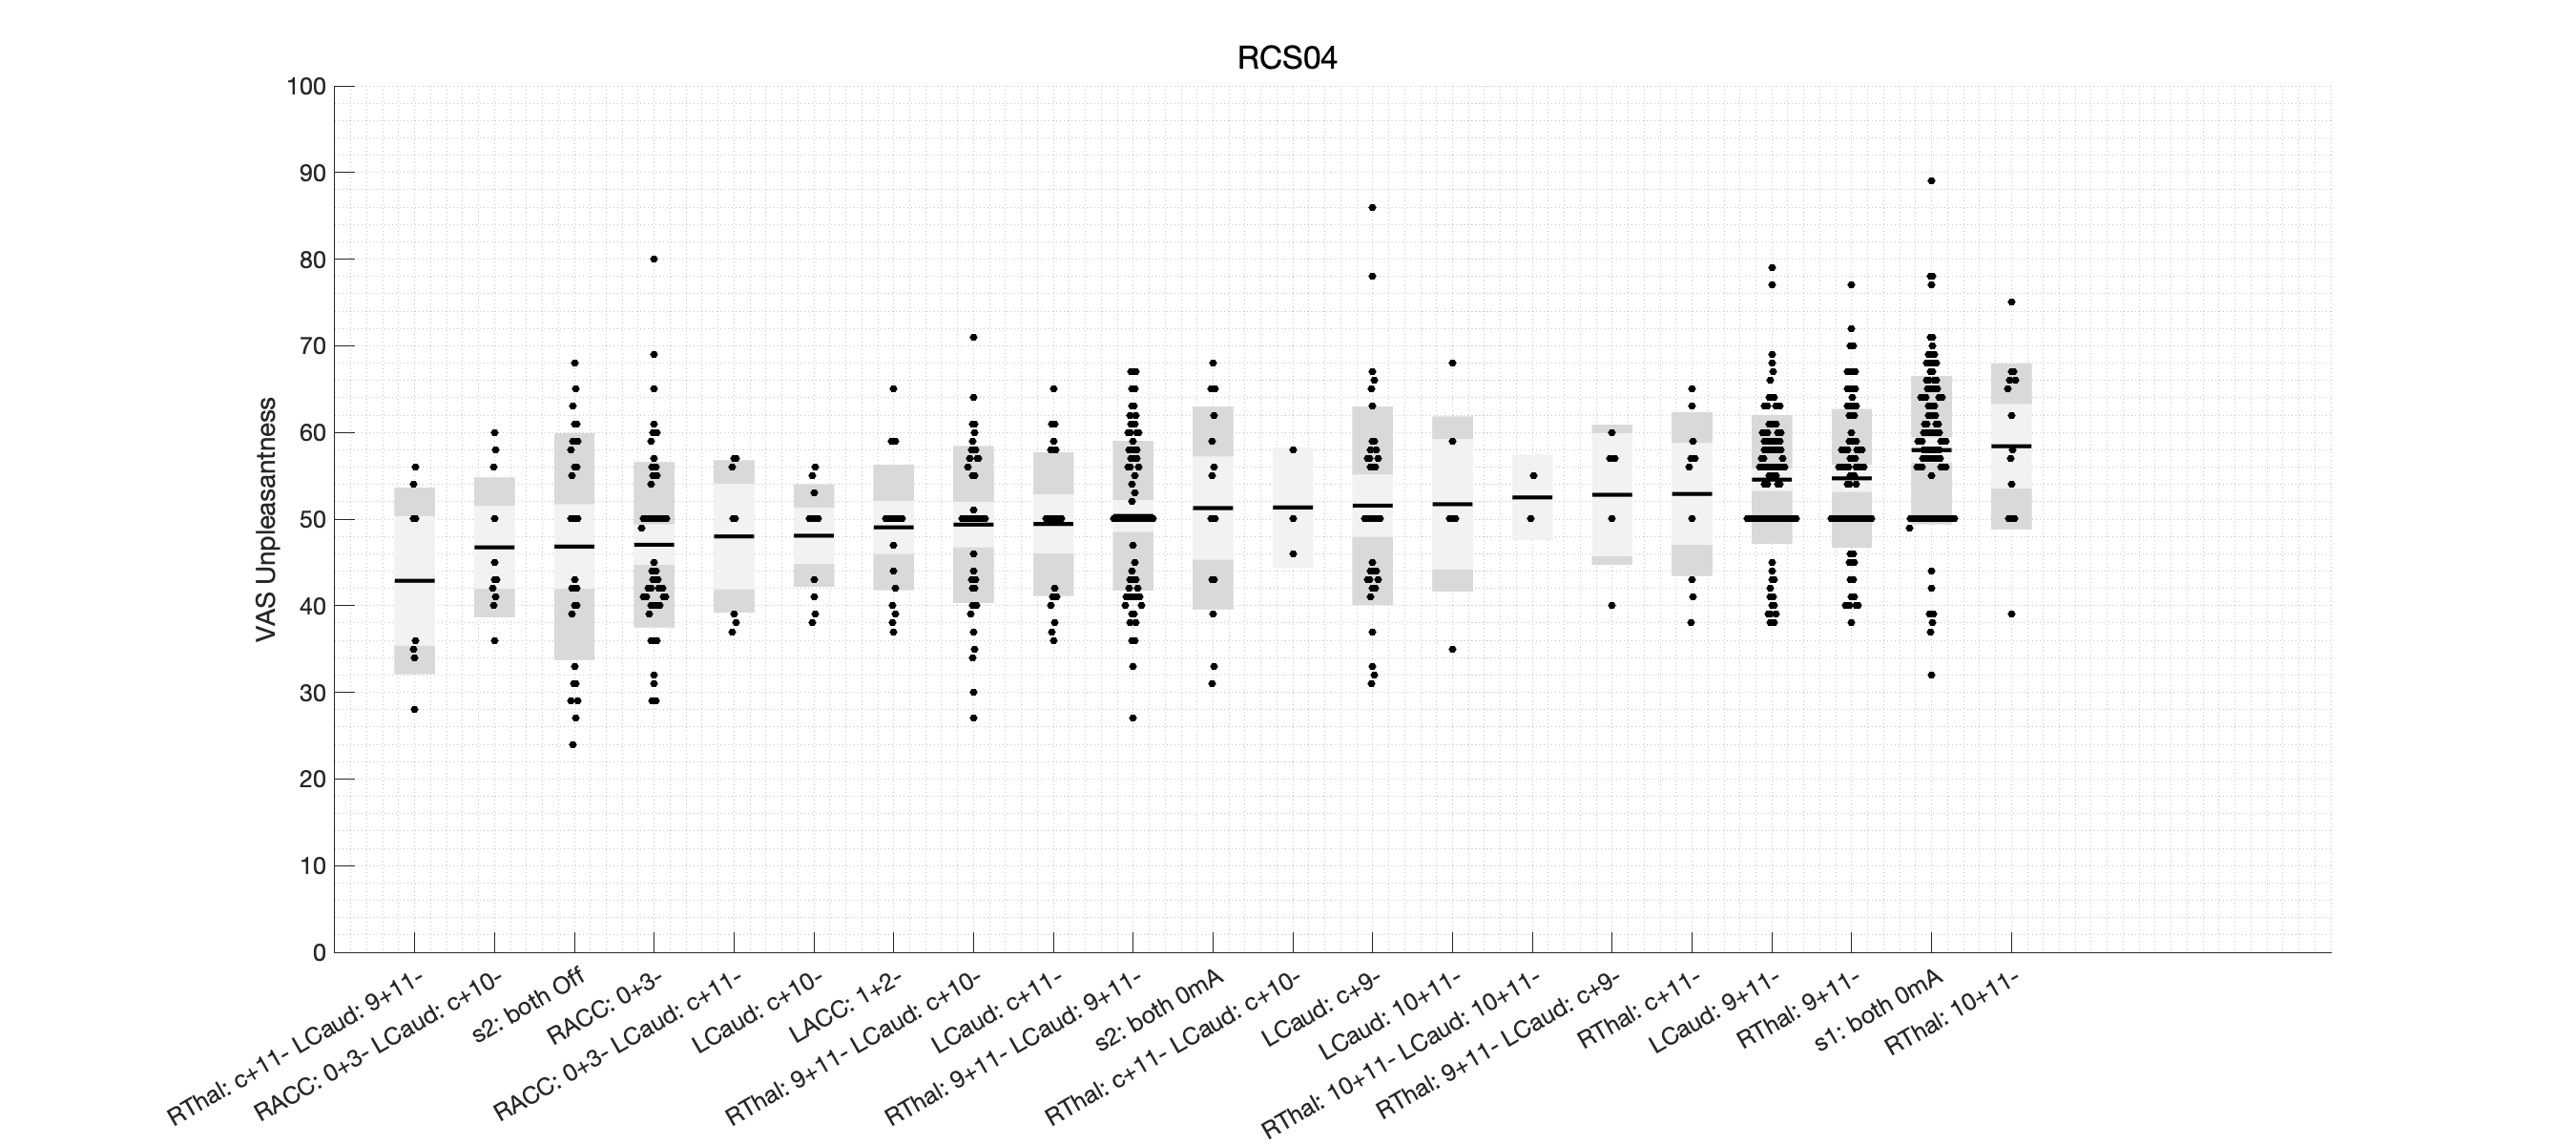 RCS04
100
90
80
70
60
50
40
30
20
10
0
VAS Unpleasantness
RThal: c+11- LCaud: 9+11-
RACC: 0+3- LCaud: c+10-
s2: both Off
RACC: 0+3-
RACC: 0+3- LCaud: c+11-
LCaud: c+10-
LACC: 1+2-
RThal: 9+11- LCaud: c+10-
LCaud: c+11-
RThal: 9+11- LCaud: 9+11-
s2: both 0mA
RThal: c+11- LCaud: c+10-
LCaud: c+9-
LCaud: 10+11-
RThal: 10+11- LCaud: 10+11-
RThal: 9+11- LCaud: c+9-
RThal: c+11-
LCaud: 9+11-
RThal: 9+11-
s1: both 0mA
RThal: 10+11-